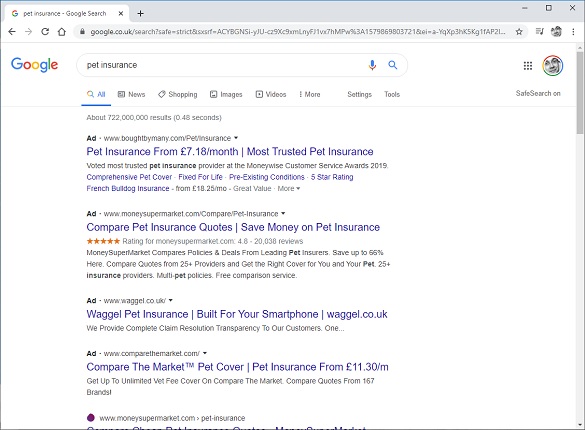 pet insurance - Google Search
google.co.uk/search?safe=strict&sxsrf=ACYBGNSi-yJU-cz9Xc9xmLnyFJ1vx7hMPw%3A1579869803721&ei=a-YqXp3hK5Kg1fAP2I...
Google
pet insurance
All News Shopping Images Videos More Settings Tools SafeSearch on
About 722,000,000 results (0.48 seconds)
Ad · www.boughtbymany.com/Pet/Insurance
Pet Insurance From £7.18/month | Most Trusted Pet Insurance
Voted most trusted pet insurance provider at the Moneywise Customer Service Awards 2019.
Comprehensive Pet Cover · Fixed For Life · Pre-Existing Conditions · 5 Star Rating
French Bulldog Insurance - from £18.25/mo - Great Value · More
Ad · www.moneysupermarket.com/Compare/Pet-Insurance
Compare Pet Insurance Quotes | Save Money on Pet Insurance
Rating for moneysupermarket.com: 4.8 - 20,038 reviews
MoneySuperMarket Compares Policies & Deals From Leading Pet Insurers. Save up to 66%
Here. Compare Quotes from 25+ Providers and Get the Right Cover for You and Your Pet. 25+
insurance providers. Multi-pet policies. Free comparison service.
Ad · www.waggel.co.uk/
Waggel Pet Insurance | Built For Your Smartphone | waggel.co.uk
We Provide Complete Claim Resolution Transparency To Our Customers. One...
Ad · www.comparethemarket.com/
Compare The Market™ Pet Cover | Pet Insurance From £11.30/m
Get Up To Unlimited Vet Fee Cover On Compare The Market. Compare Quotes From 167
Brands!
www.moneysupermarket.com › pet-insurance
Compare Cheap Pet Insurance Quotes - MoneySuperMarket